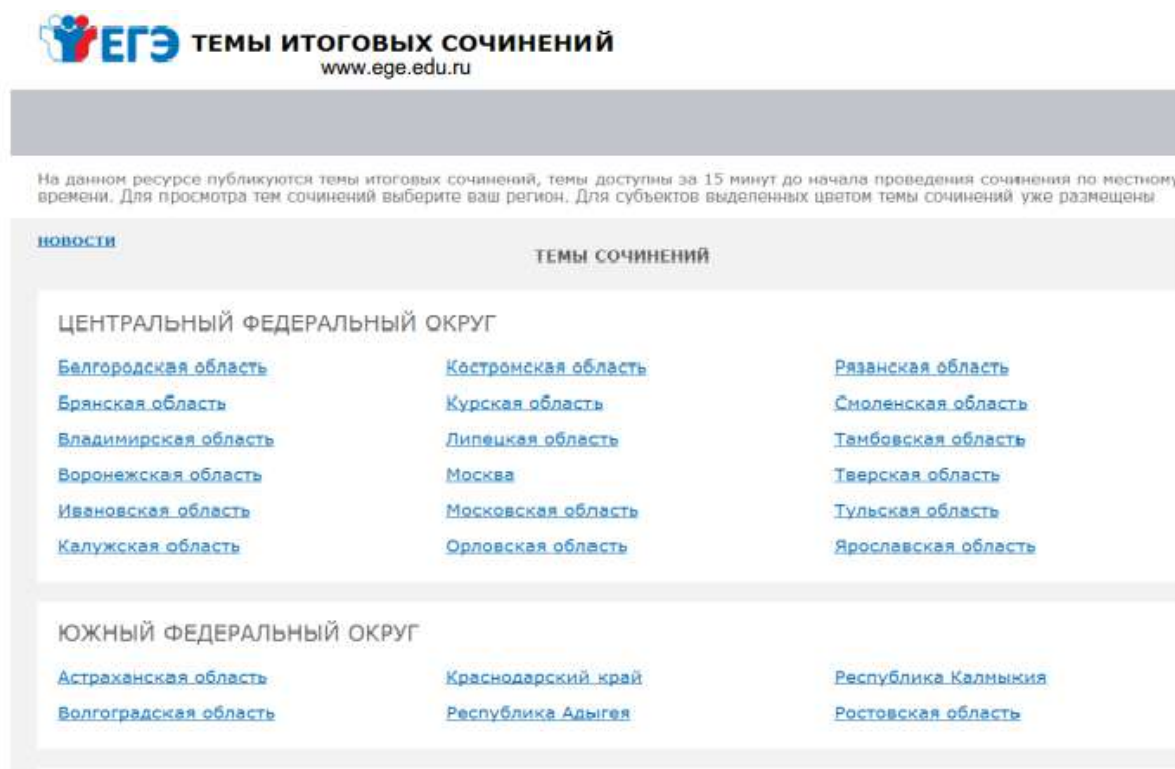 ЕГЭ ТЕМЫ ИТОГОВЫХ СОЧИНЕНИЙ
www.ege.edu.ru
На данном ресурсе публикуются темы итоговых сочинений, темы доступны за 15 минут до начала проведения сочинения по местному
времени. Для просмотра тем сочинений выберите ваш регион. Для субъектов выделенных цветом темы сочинений уже размещены
НОВОСТИ
ТЕМЫ СОЧИНЕНИЙ
ЦЕНТРАЛЬНЫЙ ФЕДЕРАЛЬНЫЙ ОКРУГ
Белгородская область Костромская область Рязанская область
Брянская область Курская область Смоленская область
Владимирская область Липецкая область Тамбовская область
Воронежская область Москва Тверская область
Ивановская область Московская область Тульская область
Калужская область Орловская область Ярославская область
ЮЖНЫЙ ФЕДЕРАЛЬНЫЙ ОКРУГ
Астраханская область Краснодарский край Республика Калмыкия
Волгоградская область Республика Адыгея Ростовская область